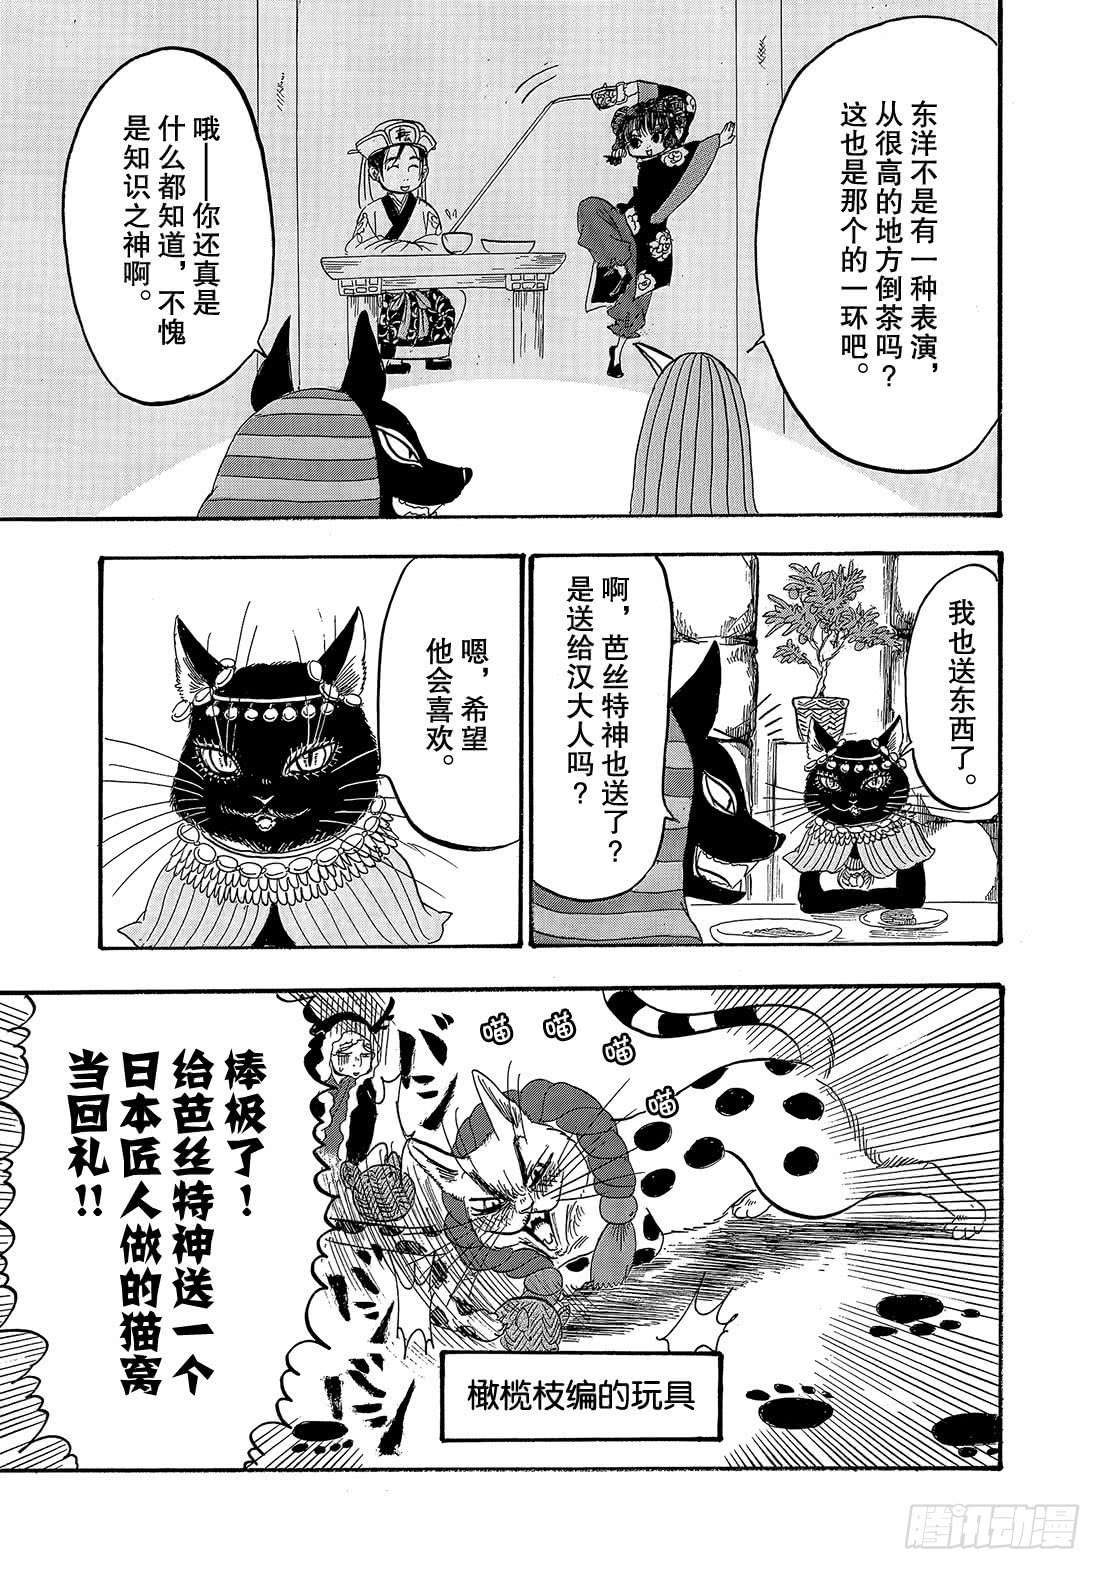 东洋不是有一种表演，
从很高的地方倒茶吗？
这也是那个的一环吧。
哦——你还真是
什么都知道，不愧
是知识之神啊。
我也送东西了。
啊，芭丝特神也送了？
是送给汉大人吗？
嗯，希望
他会喜欢。
喵
喵
喵
喵
棒极了！
给芭丝特神送一个
日本匠人做的猫窝
当回礼！！
橄榄枝编的玩具
腾讯动漫